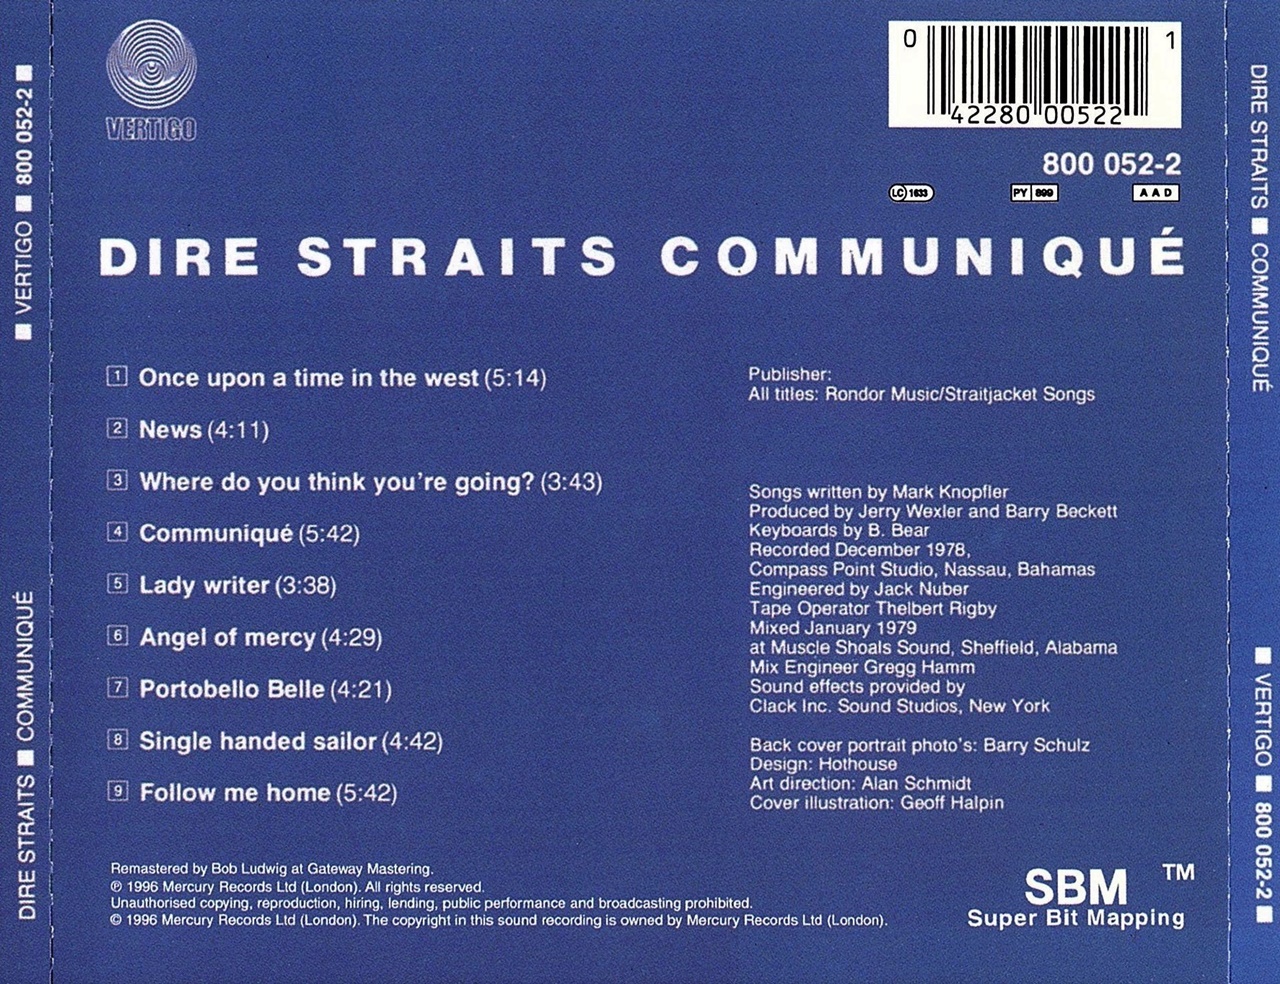 VERTIGO
0 42280 00522 1
800 052-2
LC 1633
PY 899
A A D
DIRE STRAITS COMMUNIQUÉ
1 Once upon a time in the west (5:14)
2 News (4:11)
3 Where do you think you're going? (3:43)
4 Communiqué (5:42)
5 Lady writer (3:38)
6 Angel of mercy (4:29)
7 Portobello Belle (4:21)
8 Single handed sailor (4:42)
9 Follow me home (5:42)
Publisher:
All titles: Rondor Music/Straitjacket Songs
Songs written by Mark Knopfler
Produced by Jerry Wexler and Barry Beckett
Keyboards by B. Bear
Recorded December 1978,
Compass Point Studio, Nassau, Bahamas
Engineered by Jack Nuber
Tape Operator Thelbert Rigby
Mixed January 1979
at Muscle Shoals Sound, Sheffield, Alabama
Mix Engineer Gregg Hamm
Sound effects provided by
Clack Inc. Sound Studios, New York
Back cover portrait photo's: Barry Schulz
Design: Hothouse
Art direction: Alan Schmidt
Cover illustration: Geoff Halpin
Remastered by Bob Ludwig at Gateway Mastering.
℗ 1996 Mercury Records Ltd (London). All rights reserved.
Unauthorised copying, reproduction, hiring, lending, public performance and broadcasting prohibited.
© 1996 Mercury Records Ltd (London). The copyright in this sound recording is owned by Mercury Records Ltd (London).
SBM TM
Super Bit Mapping
DIRE STRAITS ■ COMMUNIQUÉ ■ VERTIGO ■ 800 052-2 ■
DIRE STRAITS ■ COMMUNIQUÉ ■ VERTIGO ■ 800 052-2 ■